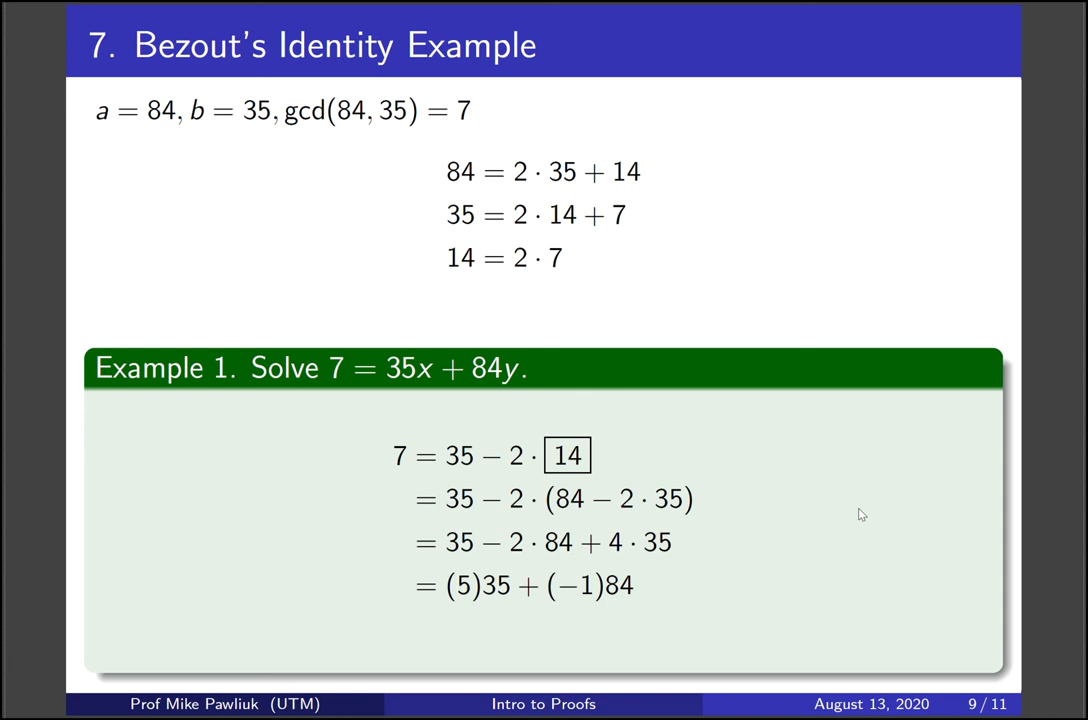 7. Bezout's Identity Example
a = 84, b = 35, gcd(84, 35) = 7
84 = 2 · 35 + 14
35 = 2 · 14 + 7
14 = 2 · 7
Example 1. Solve 7 = 35x + 84y.
7 = 35 − 2 · 14
= 35 − 2 · (84 − 2 · 35)
= 35 − 2 · 84 + 4 · 35
= (5)35 + (−1)84
Prof Mike Pawliuk (UTM) Intro to Proofs August 13, 2020 9 / 11